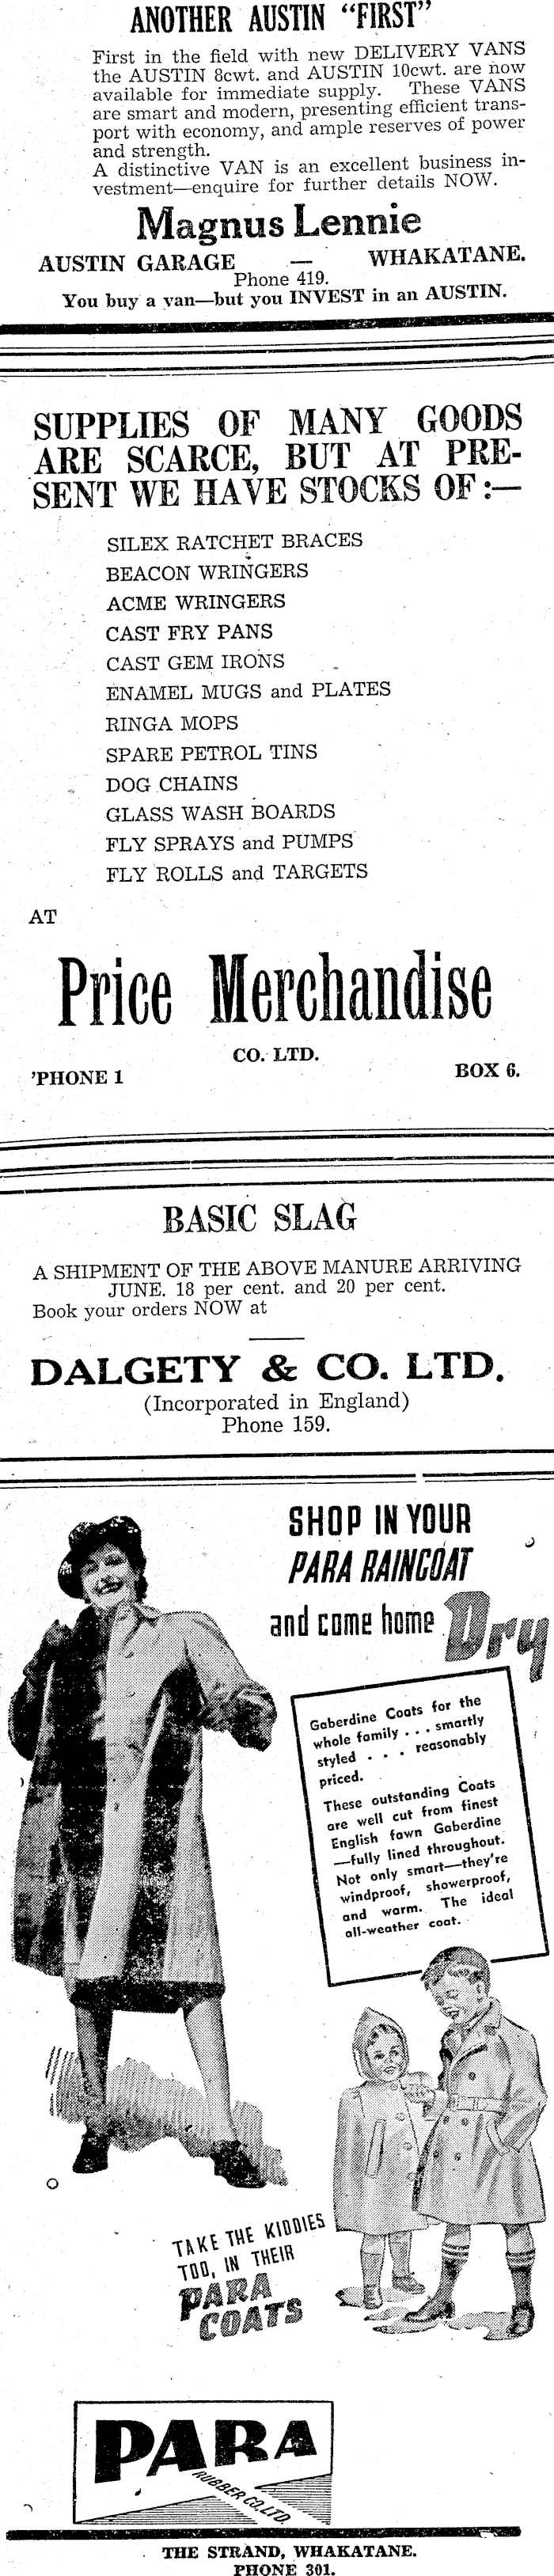 ANOTHER AUSTIN "FIRST"
First in the field with new DELIVERY VANS
the AUSTIN 8cwt. and AUSTIN 10cwt. are now
available for immediate supply. These VANS
are smart and modern, presenting efficient trans-
port with economy, and ample reserves of power
and strength.
A distinctive VAN is an excellent business in-
vestment—enquire for further details NOW.
Magnus Lennie
AUSTIN GARAGE — WHAKATANE.
Phone 419.
You buy a van—but you INVEST in an AUSTIN.
SUPPLIES OF MANY GOODS
ARE SCARCE, BUT AT PRE-
SENT WE HAVE STOCKS OF :—
SILEX RATCHET BRACES
BEACON WRINGERS
ACME WRINGERS
CAST FRY PANS
CAST GEM IRONS
ENAMEL MUGS and PLATES
RINGA MOPS
SPARE PETROL TINS
DOG CHAINS
GLASS WASH BOARDS
FLY SPRAYS and PUMPS
FLY ROLLS and TARGETS
AT
Price Merchandise
CO. LTD.
'PHONE 1 BOX 6.
BASIC SLAG
A SHIPMENT OF THE ABOVE MANURE ARRIVING
JUNE. 18 per cent. and 20 per cent.
Book your orders NOW at
DALGETY & CO. LTD.
(Incorporated in England)
Phone 159.
SHOP IN YOUR
PARA RAINCOAT
and come home Dry
Gaberdine Coats for the
whole family . . . smartly
styled . . . reasonably
priced.
These outstanding Coats
are well cut from finest
English fawn Gaberdine
—fully lined throughout.
Not only smart—they're
windproof, showerproof,
and warm. The ideal
all-weather coat.
TAKE THE KIDDIES
TOO, IN THEIR
PARA
COATS
PARA
RUBBER CO. LTD.
THE STRAND, WHAKATANE.
PHONE 301.